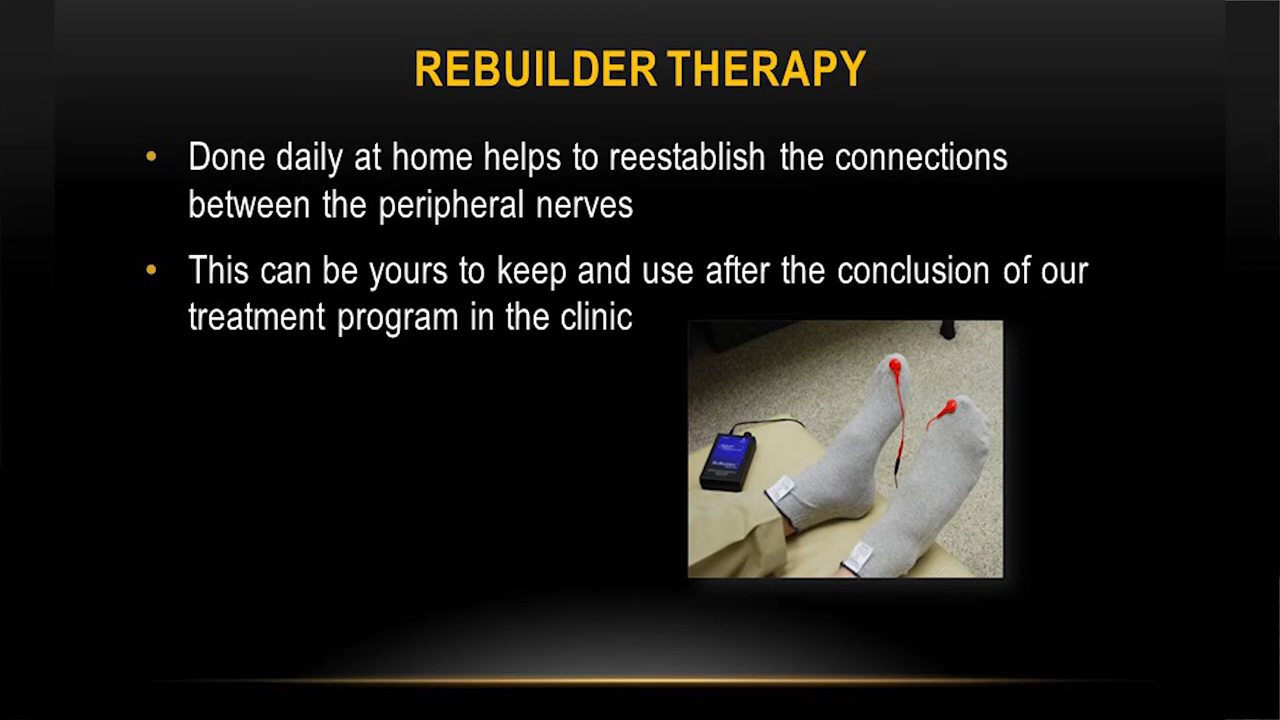 REBUILDER THERAPY
• Done daily at home helps to reestablish the connections
between the peripheral nerves
• This can be yours to keep and use after the conclusion of our
treatment program in the clinic